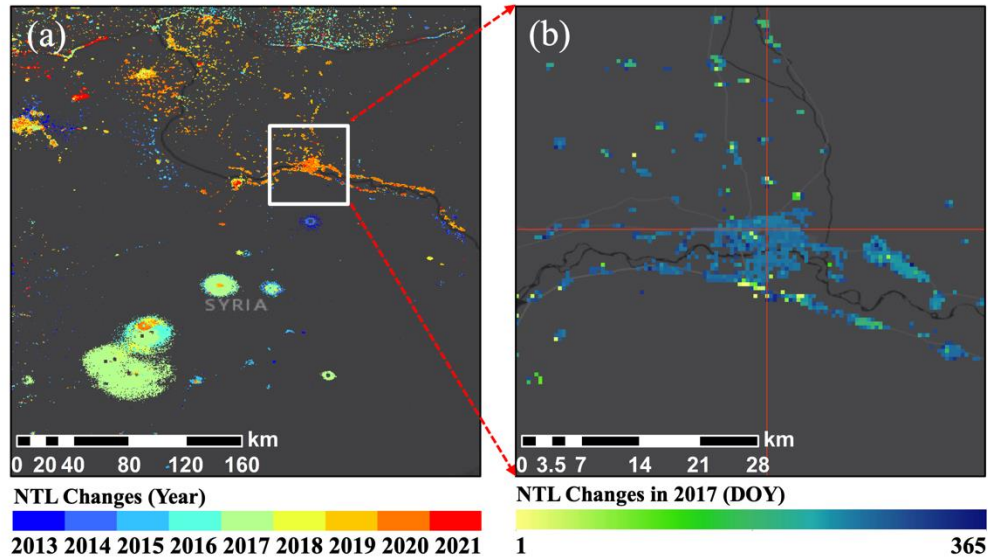 (a)
(b)
SYRIA
km
0 20 40 80 120 160
km
0 3.5 7 14 21 28
NTL Changes (Year)
2013 2014 2015 2016 2017 2018 2019 2020 2021
NTL Changes in 2017 (DOY)
1 365